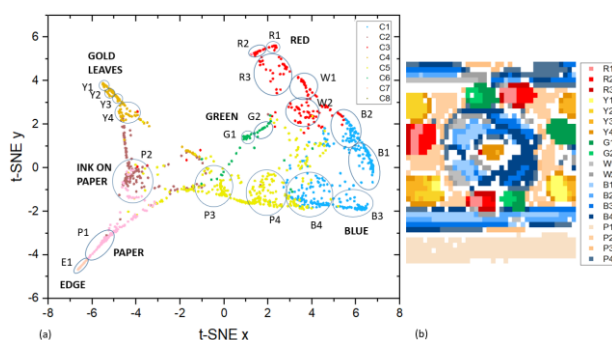 R2 R1 RED
C1
C2
C3
C4
C5
C6
C7
C8
GOLD
LEAVES
R3
W1
Y1
Y2
Y3
Y4
GREEN
G2
G1
W2
B2
B1
INK ON
PAPER
P2
P3
P4
B4
B3
BLUE
P1
PAPER
E1
EDGE
6
4
2
0
-2
-4
-6
-8 -6 -4 -2 0 2 4 6 8
t-SNE y
t-SNE x
(a)
(b)
R1
R2
R3
Y1
Y2
Y3
Y4
G1
G2
W1
W2
B1
B2
B3
B4
P1
P2
P3
P4